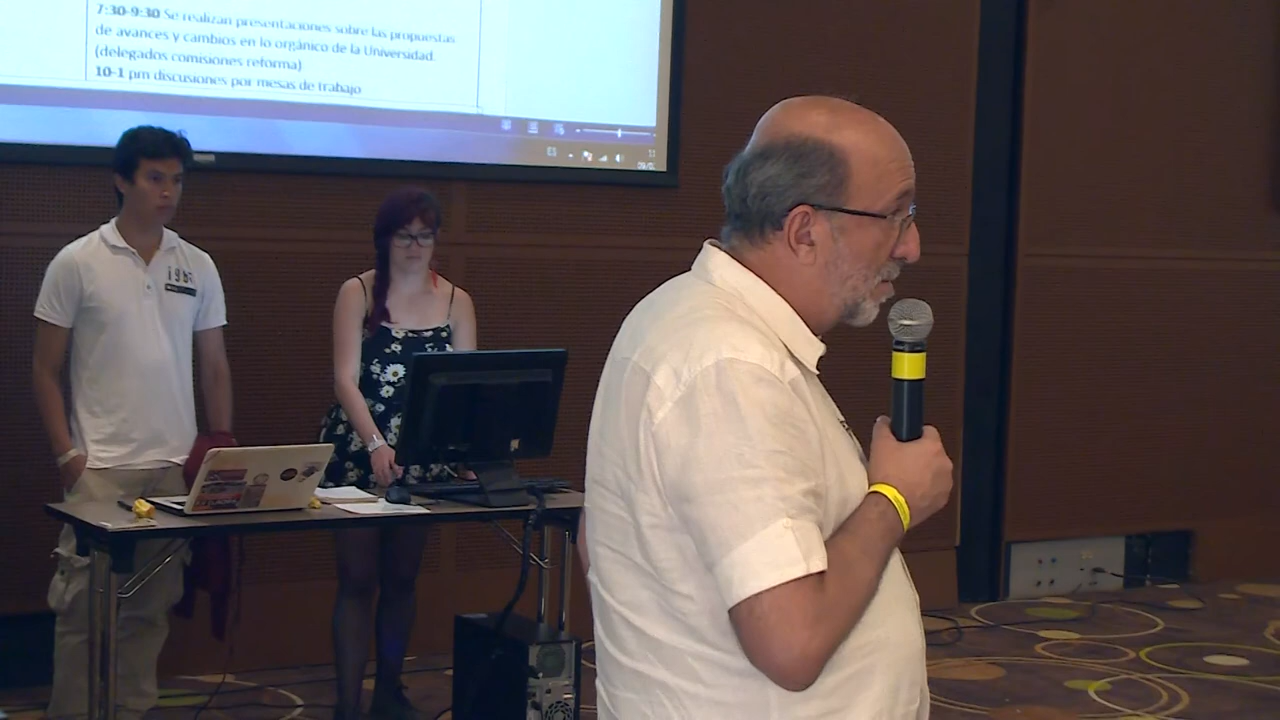 7:30-9:30 Se realizan presentaciones sobre las propuestas
de avances y cambios en lo orgánico de la Universidad.
(delegados comisiones reforma)
10-1 pm discusiones por mesas de trabajo
ES